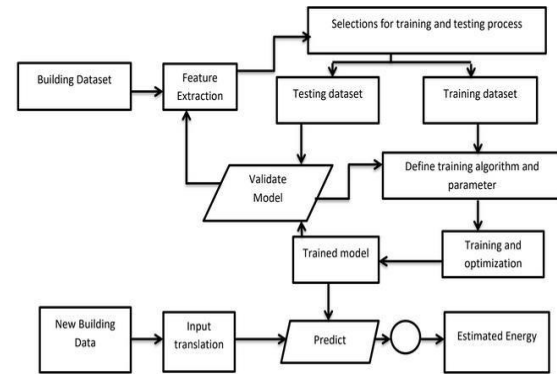 Selections for training and testing process
Building Dataset
Feature
Extraction
Testing dataset
Training dataset
Validate
Model
Define training algorithm and
parameter
Trained model
Training and
optimization
New Building
Data
Input
translation
Predict
Estimated Energy